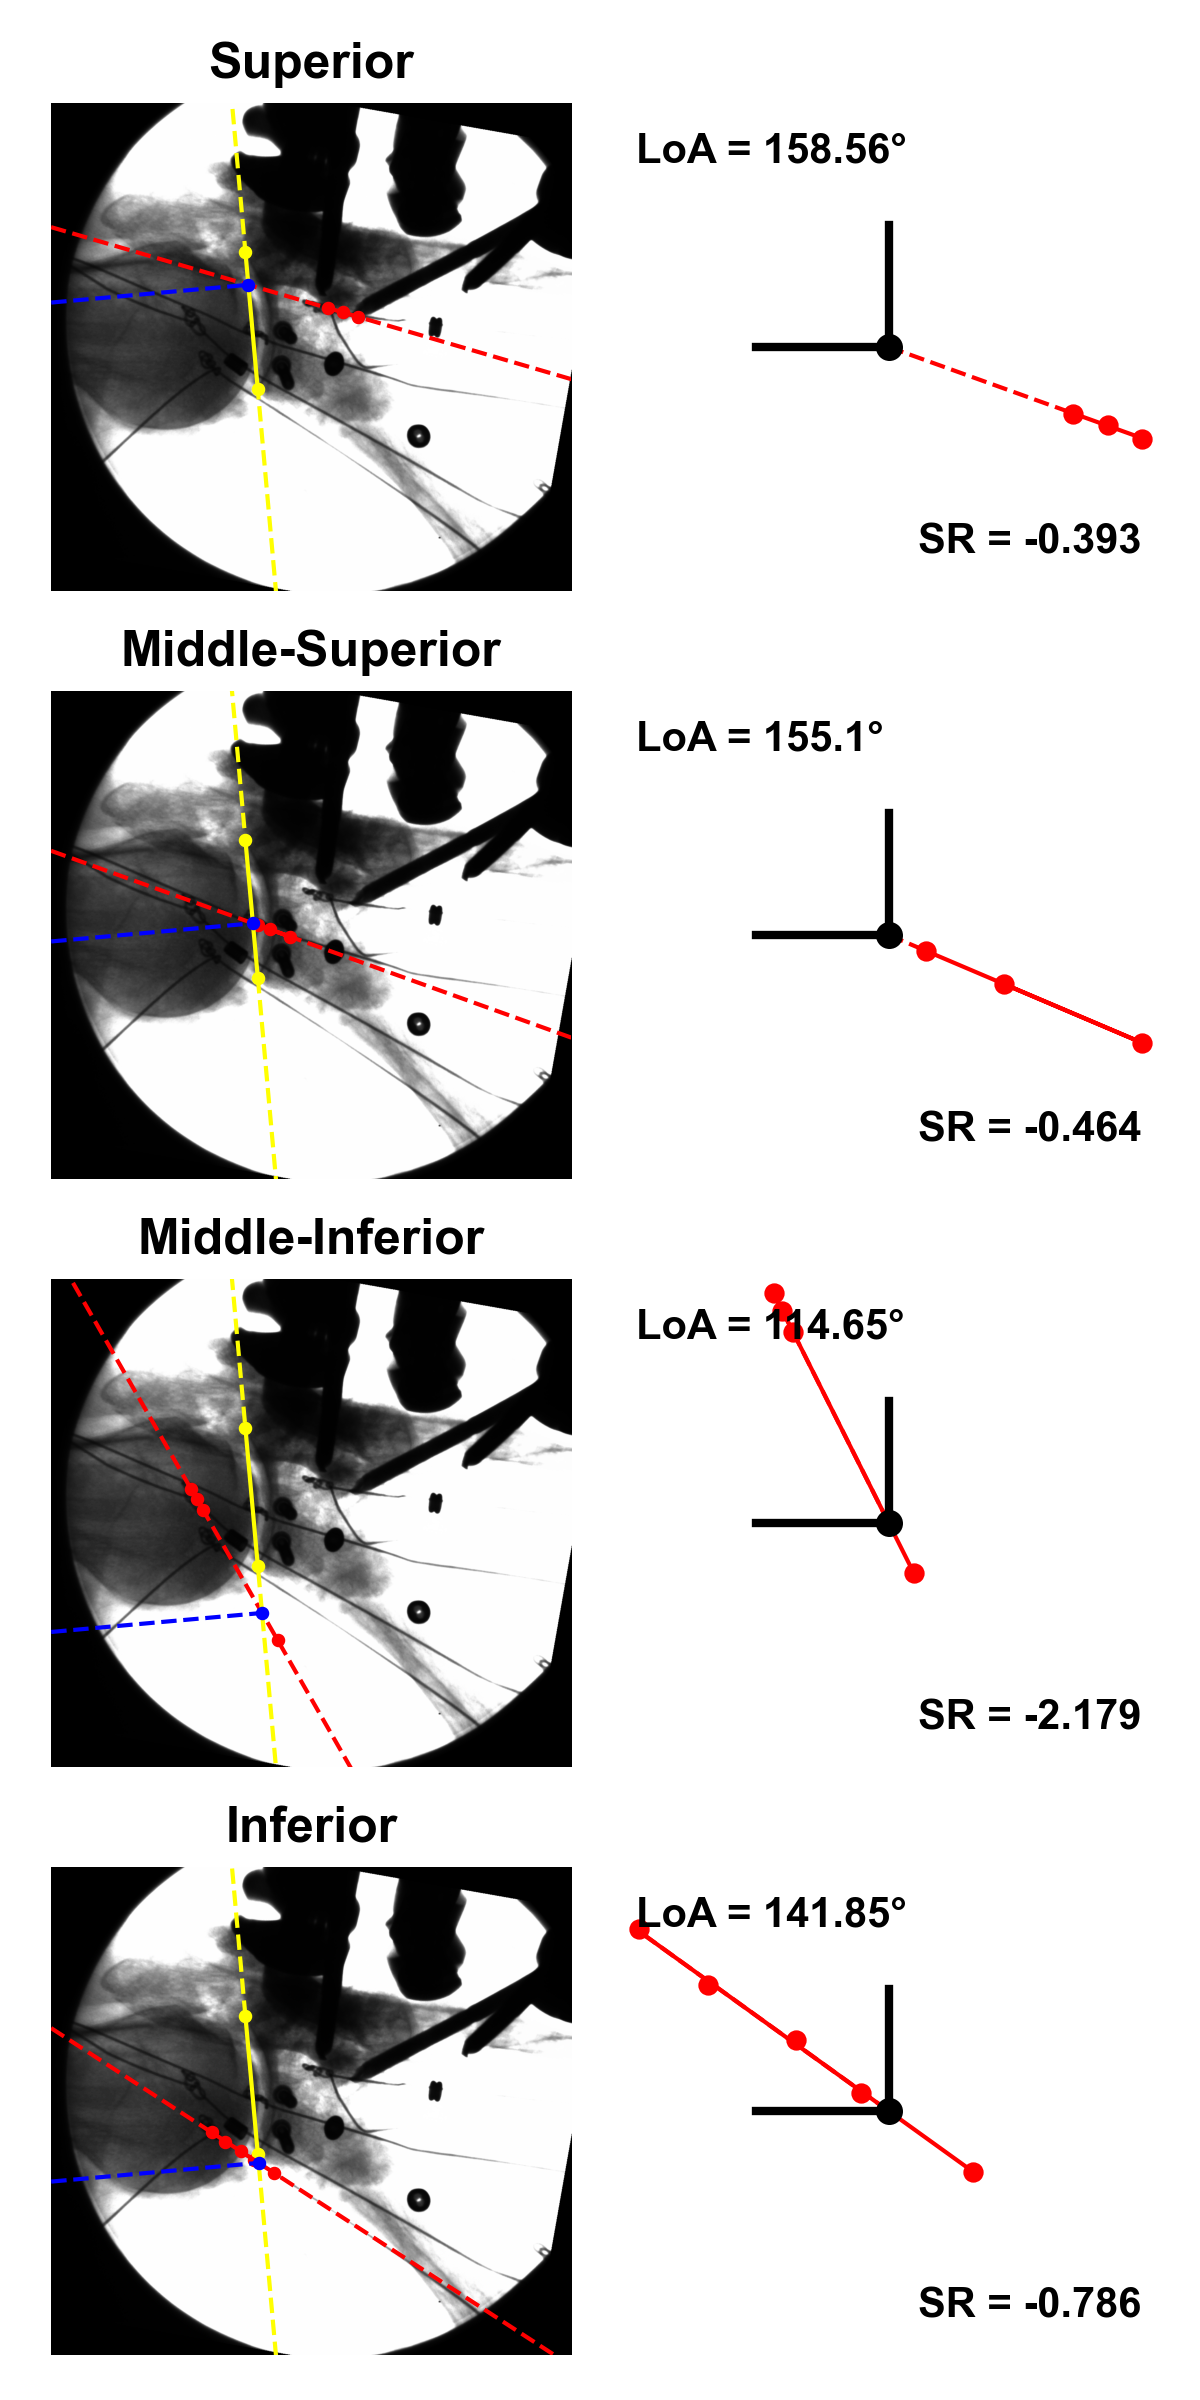 Superior
LoA = 158.56°
SR = -0.393
Middle-Superior
LoA = 155.1°
SR = -0.464
Middle-Inferior
LoA = 114.65°
SR = -2.179
Inferior
LoA = 141.85°
SR = -0.786